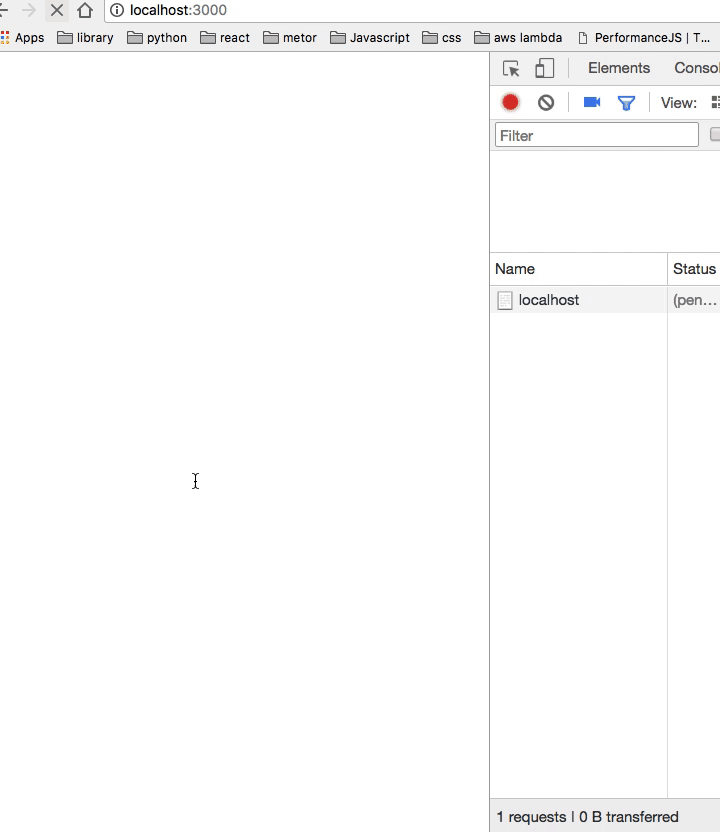 localhost:3000
Apps library python react metor Javascript css aws lambda PerformanceJS | T...
Elements Consol
View:
Filter
Name Status
localhost (pen...
1 requests | 0 B transferred